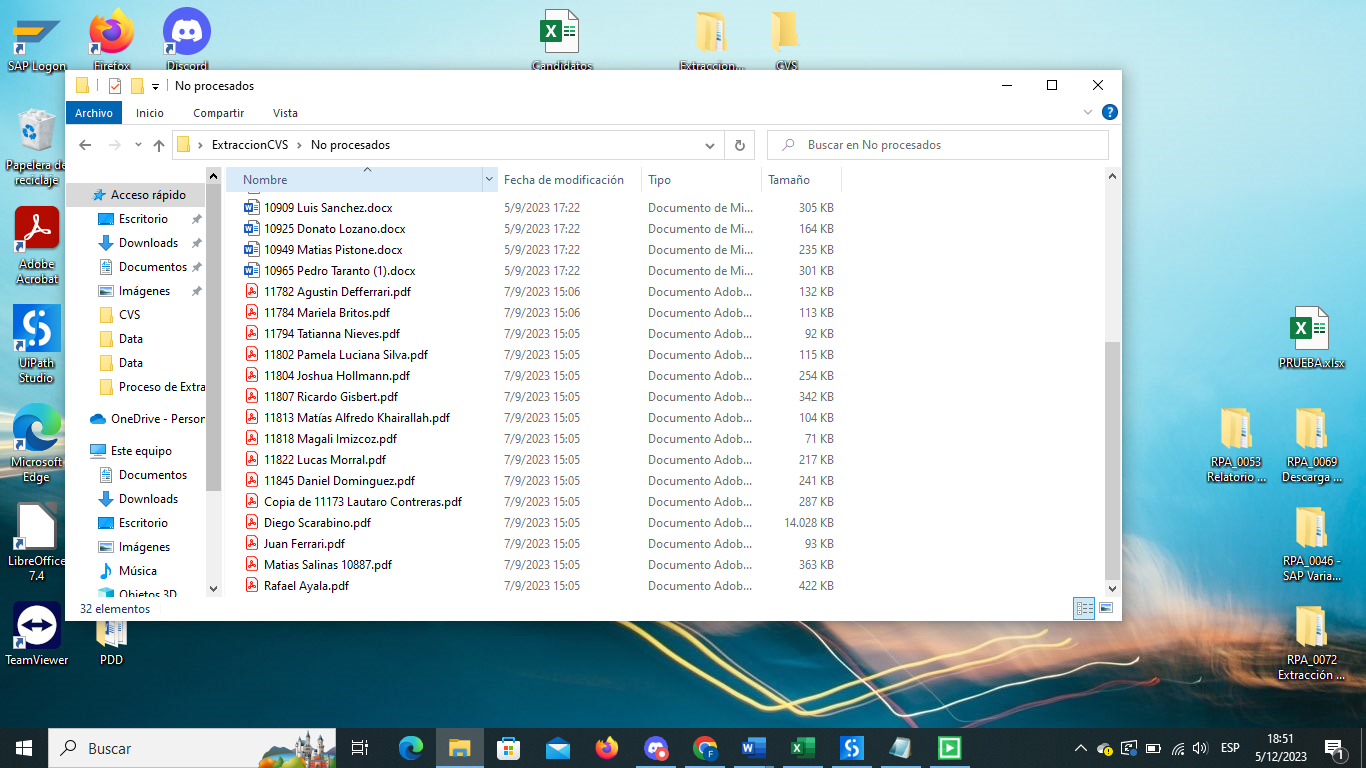 SAP Logon
Firefox
Discord
Candidatos
Extraccion...
CVS
No procesados
Archivo
Inicio
Compartir
Vista
ExtraccionCVS
No procesados
Buscar en No procesados
Papelera de
reciclaje
Adobe
Acrobat
UiPath
Studio
Microsoft
Edge
LibreOffice
7.4
TeamViewer
PDD
Acceso rápido
Escritorio
Downloads
Documentos
Imágenes
CVS
Data
Data
Proceso de Extra
OneDrive - Person
Este equipo
Documentos
Downloads
Escritorio
Imágenes
Música
Objetos 3D
Nombre Fecha de modificación Tipo Tamaño
10909 Luis Sanchez.docx 5/9/2023 17:22 Documento de Mi... 305 KB
10925 Donato Lozano.docx 5/9/2023 17:22 Documento de Mi... 164 KB
10949 Matias Pistone.docx 5/9/2023 17:22 Documento de Mi... 235 KB
10965 Pedro Taranto (1).docx 5/9/2023 17:22 Documento de Mi... 301 KB
11782 Agustin Defferrari.pdf 7/9/2023 15:06 Documento Adob... 132 KB
11784 Mariela Britos.pdf 7/9/2023 15:06 Documento Adob... 113 KB
11794 Tatianna Nieves.pdf 7/9/2023 15:05 Documento Adob... 92 KB
11802 Pamela Luciana Silva.pdf 7/9/2023 15:05 Documento Adob... 115 KB
11804 Joshua Hollmann.pdf 7/9/2023 15:05 Documento Adob... 254 KB
11807 Ricardo Gisbert.pdf 7/9/2023 15:05 Documento Adob... 342 KB
11813 Matías Alfredo Khairallah.pdf 7/9/2023 15:05 Documento Adob... 104 KB
11818 Magali Imizcoz.pdf 7/9/2023 15:05 Documento Adob... 71 KB
11822 Lucas Morral.pdf 7/9/2023 15:05 Documento Adob... 217 KB
11845 Daniel Dominguez.pdf 7/9/2023 15:05 Documento Adob... 241 KB
Copia de 11173 Lautaro Contreras.pdf 7/9/2023 15:05 Documento Adob... 287 KB
Diego Scarabino.pdf 7/9/2023 15:05 Documento Adob... 14.028 KB
Juan Ferrari.pdf 7/9/2023 15:05 Documento Adob... 93 KB
Matias Salinas 10887.pdf 7/9/2023 15:05 Documento Adob... 363 KB
Rafael Ayala.pdf 7/9/2023 15:05 Documento Adob... 422 KB
32 elementos
PRUEBA.xlsx
RPA_0053
Relatorio ...
RPA_0069
Descarga ...
RPA_0046 -
SAP Varia...
RPA_0072
Extracción ...
Buscar
ESP
18:51
5/12/2023
1